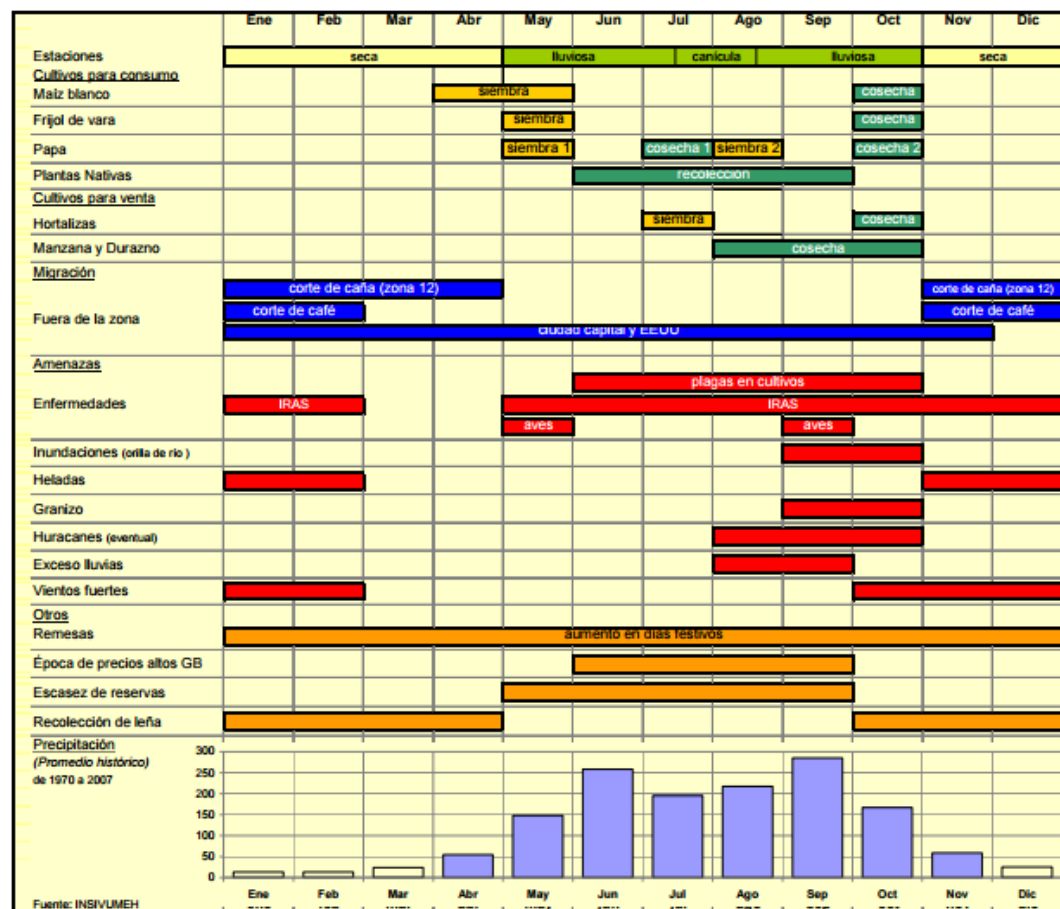 Ene Feb Mar Abr May Jun Jul Ago Sep Oct Nov Dic
Estaciones seca lluviosa canícula lluviosa seca
Cultivos para consumo
Maíz blanco siembra cosecha
Frijol de vara siembra cosecha
Papa siembra 1 cosecha 1 siembra 2 cosecha 2
Plantas Nativas recolección
Cultivos para venta
Hortalizas siembra cosecha
Manzana y Durazno cosecha
Migración
corte de caña (zona 12) corte de caña (zona 12)
Fuera de la zona corte de café corte de café
ciudad capital y EEUU
Amenazas
plagas en cultivos
Enfermedades IRAS IRAS
aves aves
Inundaciones (orilla de río )
Heladas
Granizo
Huracanes (eventual)
Exceso lluvias
Vientos fuertes
Otros
Remesas aumento en días festivos
Época de precios altos GB
Escasez de reservas
Recolección de leña
Precipitación
(Promedio histórico)
de 1970 a 2007
300
250
200
150
100
50
0
Ene Feb Mar Abr May Jun Jul Ago Sep Oct Nov Dic
Fuente: INSIVUMEH